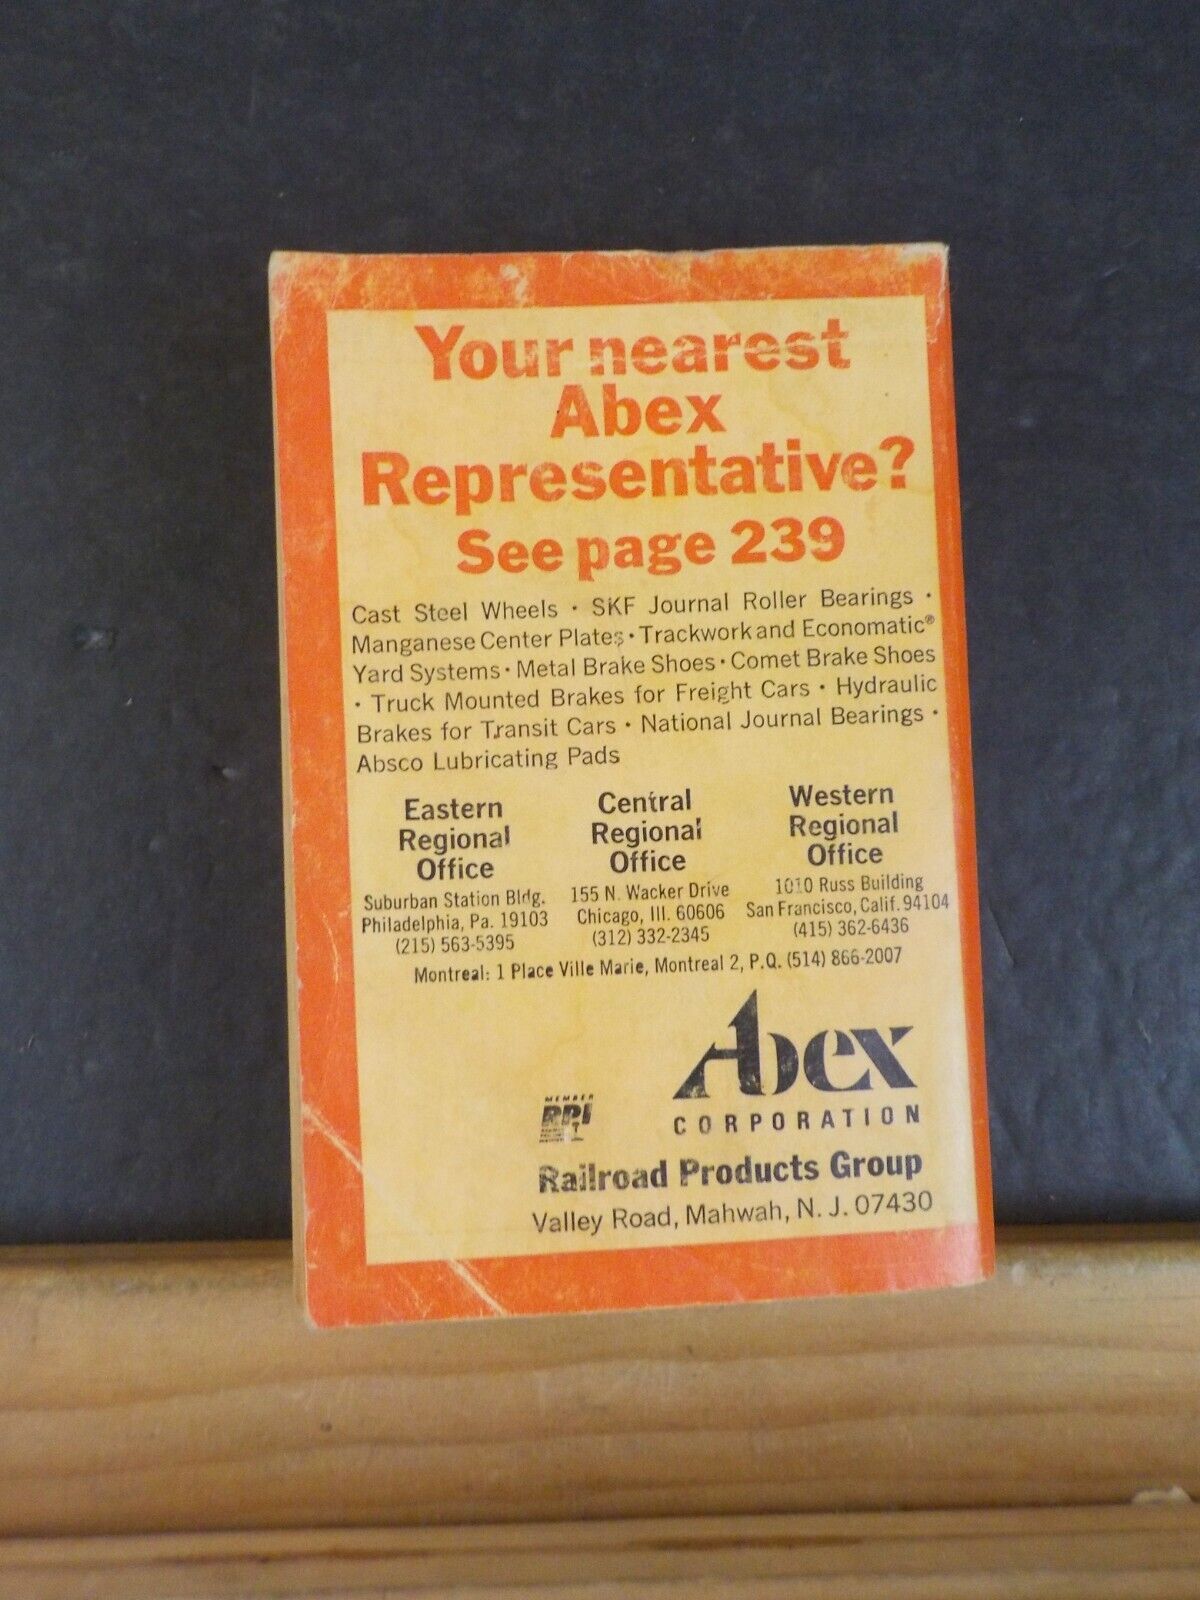 Your nearest
Abex
Representative?
See page 239
Cast Steel Wheels · SKF Journal Roller Bearings ·
Manganese Center Plates · Trackwork and Economatic®
Yard Systems · Metal Brake Shoes · Comet Brake Shoes
· Truck Mounted Brakes for Freight Cars · Hydraulic
Brakes for Transit Cars · National Journal Bearings ·
Absco Lubricating Pads
Eastern
Regional
Office
Suburban Station Bldg.
Philadelphia, Pa. 19103
(215) 563-5395
Central
Regional
Office
155 N. Wacker Drive
Chicago, Ill. 60606
(312) 332-2345
Western
Regional
Office
1010 Russ Building
San Francisco, Calif. 94104
(415) 362-6436
Montreal: 1 Place Ville Marie, Montreal 2, P.Q. (514) 866-2007
Abex
CORPORATION
MEMBER
RPI
Railroad Products Group
Valley Road, Mahwah, N. J. 07430